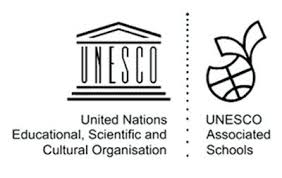 UNESCO
United Nations
Educational, Scientific and
Cultural Organisation
UNESCO
Associated
Schools